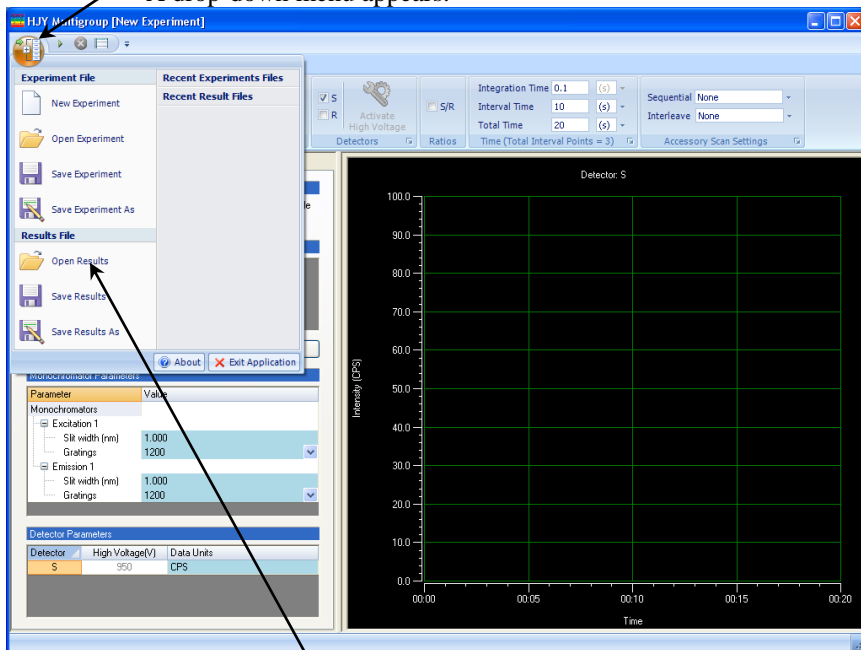 A drop-down menu appears.
HJY Multigroup [New Experiment]
Experiment File
New Experiment
Open Experiment
Save Experiment
Save Experiment As
Results File
Open Results
Save Results
Save Results As
Recent Experiments Files
Recent Result Files
About
Exit Application
S
R
Activate
High Voltage
Detectors
S/R
Ratios
Integration Time 0.1 (s)
Interval Time 10 (s)
Total Time 20 (s)
Time (Total Interval Points = 3)
Sequential None
Interleave None
Accessory Scan Settings
Monochromator Parameters
Parameter Value
Monochromators
Excitation 1
Slit width (nm) 1.000
Gratings 1200
Emission 1
Slit width (nm) 1.000
Gratings 1200
Detector Parameters
Detector High Voltage(V) Data Units
S 950 CPS
Detector: S
Intensity (CPS)
100.0
90.0
80.0
70.0
60.0
50.0
40.0
30.0
20.0
10.0
0.0
00:00 00:05 00:10 00:15 00:20
Time